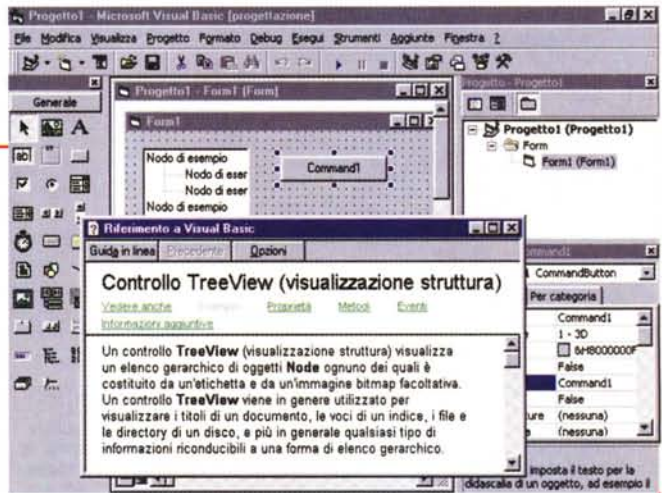 Progetto1 - Microsoft Visual Basic [progettazione]
File Modifica Visualizza Progetto Formato Debug Esegui Strumenti Aggiunte Finestra ?
Generale
A
ab|
Progetto1 - Form1 (Form)
Form1
Nodo di esempio
Nodo di eser
Nodo di eser
Nodo di esempio
Command1
Progetto - Progetto1
Progetto1 (Progetto1)
Form
Form1 (Form1)
Riferimento a Visual Basic
Guida in linea Precedente Opzioni
Controllo TreeView (visualizzazione struttura)
Vedere anche Esempio Proprietà Metodi Eventi
Informazioni aggiuntive
Un controllo TreeView (visualizzazione struttura) visualizza
un elenco gerarchico di oggetti Node ognuno dei quali è
costituito da un'etichetta e da un'immagine bitmap facoltativa.
Un controllo TreeView viene in genere utilizzato per
visualizzare i titoli di un documento, le voci di un indice, i file e
le directory di un disco, e più in generale qualsiasi tipo di
informazioni riconducibili a una forma di elenco gerarchico.
CommandButton
Per categoria
Command1
1 - 3D
&H8000000F
False
Command1
False
(nessuna)
(nessuna)
imposta il testo per la
didascalia di un oggetto, ad esempio il